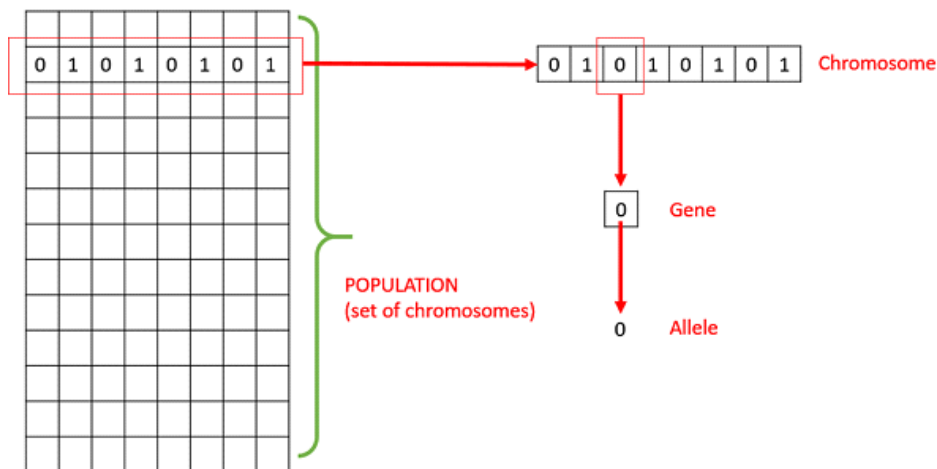 0 1 0 1 0 1 0 1
0 1 0 1 0 1 0 1 Chromosome
0 Gene
POPULATION
(set of chromosomes)
0 Allele